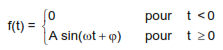 f(t) = {0 pour t < 0
A sin(ωt + φ) pour t ≥ 0